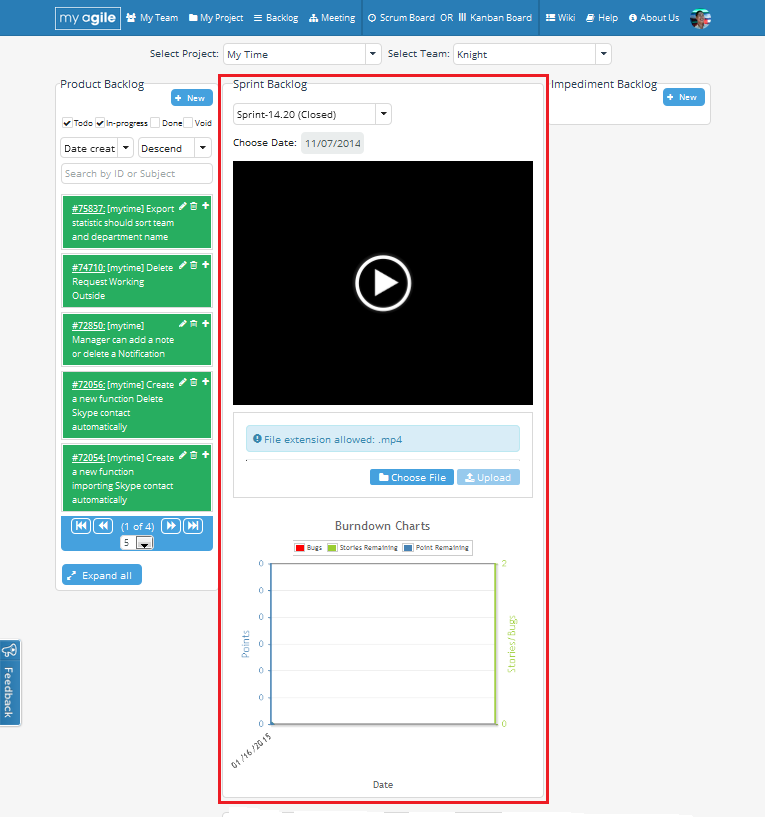 my agile My Team My Project Backlog Meeting Scrum Board OR Kanban Board Wiki Help About Us
Select Project: My Time Select Team: Knight
Product Backlog
New
Todo In-progress Done Void
Date creat Descend
Search by ID or Subject
#75837: [mytime] Export
statistic should sort team
and department name
#74710: [mytime] Delete
Request Working
Outside
#72850: [mytime]
Manager can add a note
or delete a Notification
#72056: [mytime] Create
a new function Delete
Skype contact
automatically
#72054: [mytime] Create
a new function
importing Skype contact
automatically
(1 of 4)
5
Expand all
Sprint Backlog
Sprint-14.20 (Closed)
Choose Date: 11/07/2014
File extension allowed: .mp4
Choose File Upload
Burndown Charts
Bugs Stories Remaining Point Remaining
0 2
0
0
0
0
0
0 0
Points
Stories/Bugs
01/16/2015
Date
Impediment Backlog
New
Feedback